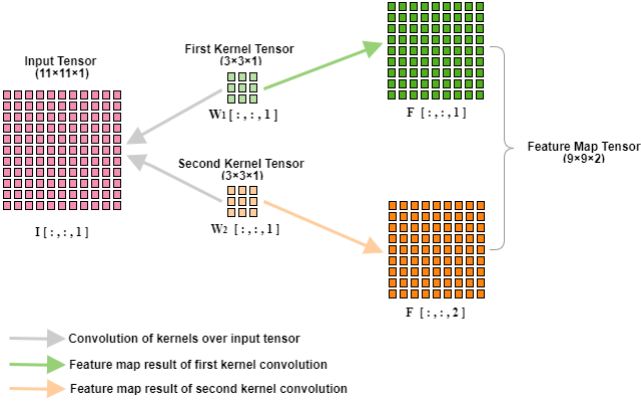 Input Tensor
(11×11×1)
I [ : , : , 1 ]
First Kernel Tensor
(3×3×1)
W1 [ : , : , 1 ]
Second Kernel Tensor
(3×3×1)
W2 [ : , : , 1 ]
F [ : , : , 1 ]
F [ : , : , 2 ]
Feature Map Tensor
(9×9×2)
Convolution of kernels over input tensor
Feature map result of first kernel convolution
Feature map result of second kernel convolution